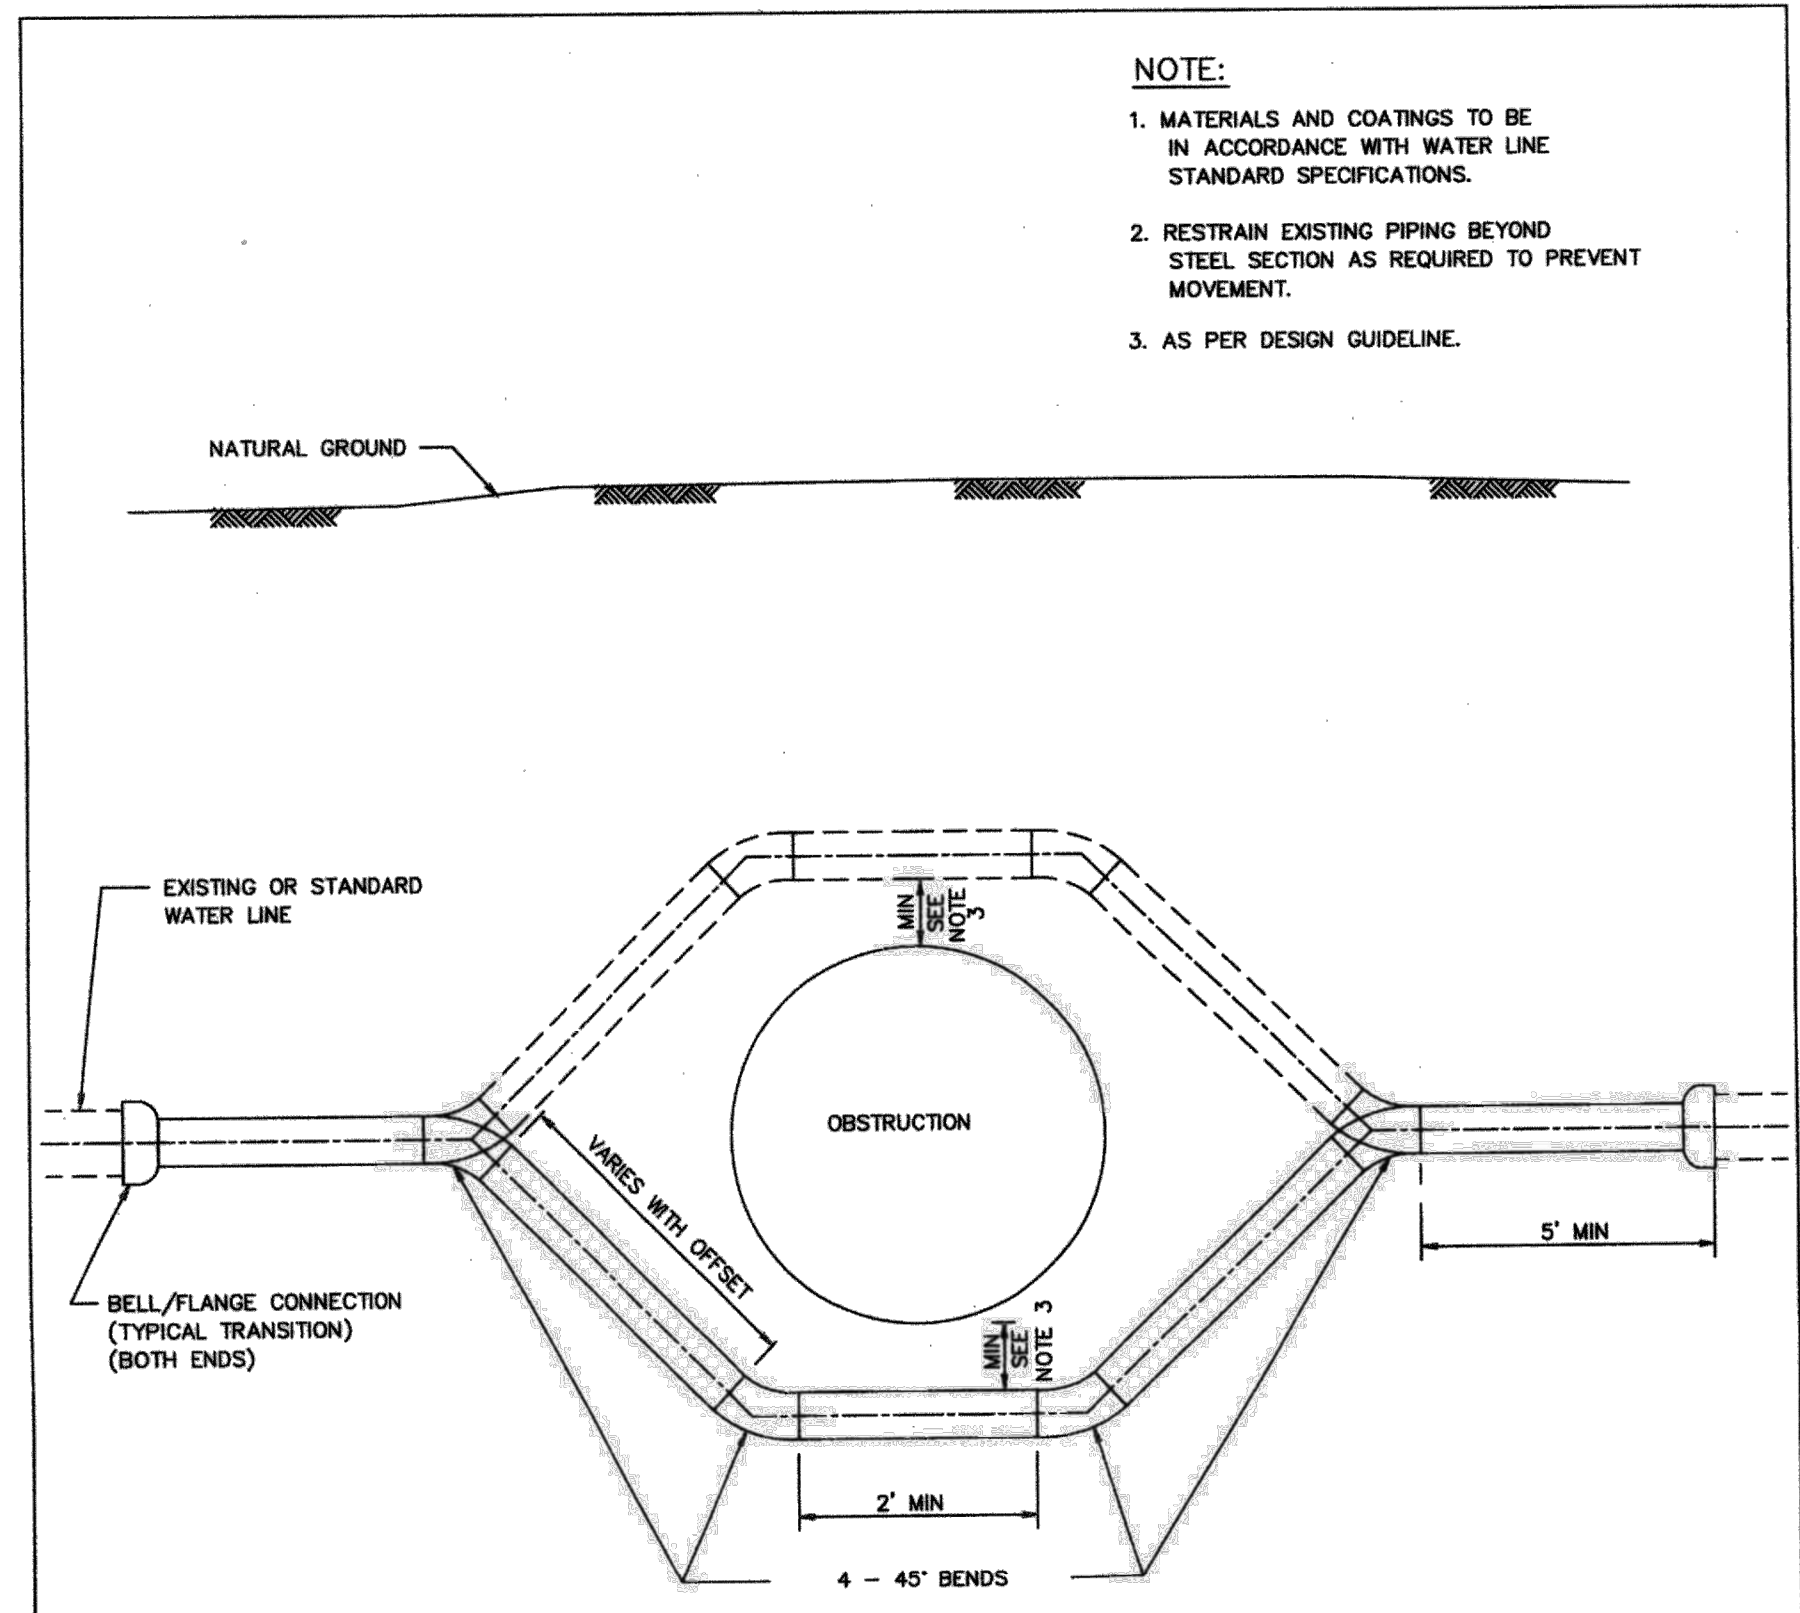 NOTE:
1. MATERIALS AND COATINGS TO BE
IN ACCORDANCE WITH WATER LINE
STANDARD SPECIFICATIONS.
2. RESTRAIN EXISTING PIPING BEYOND
STEEL SECTION AS REQUIRED TO PREVENT
MOVEMENT.
3. AS PER DESIGN GUIDELINE.
NATURAL GROUND
EXISTING OR STANDARD
WATER LINE
MIN
SEE
NOTE
3
OBSTRUCTION
VARIES WITH OFFSET
5' MIN
BELL/FLANGE CONNECTION
(TYPICAL TRANSITION)
(BOTH ENDS)
MIN
SEE
NOTE 3
2' MIN
4 - 45° BENDS